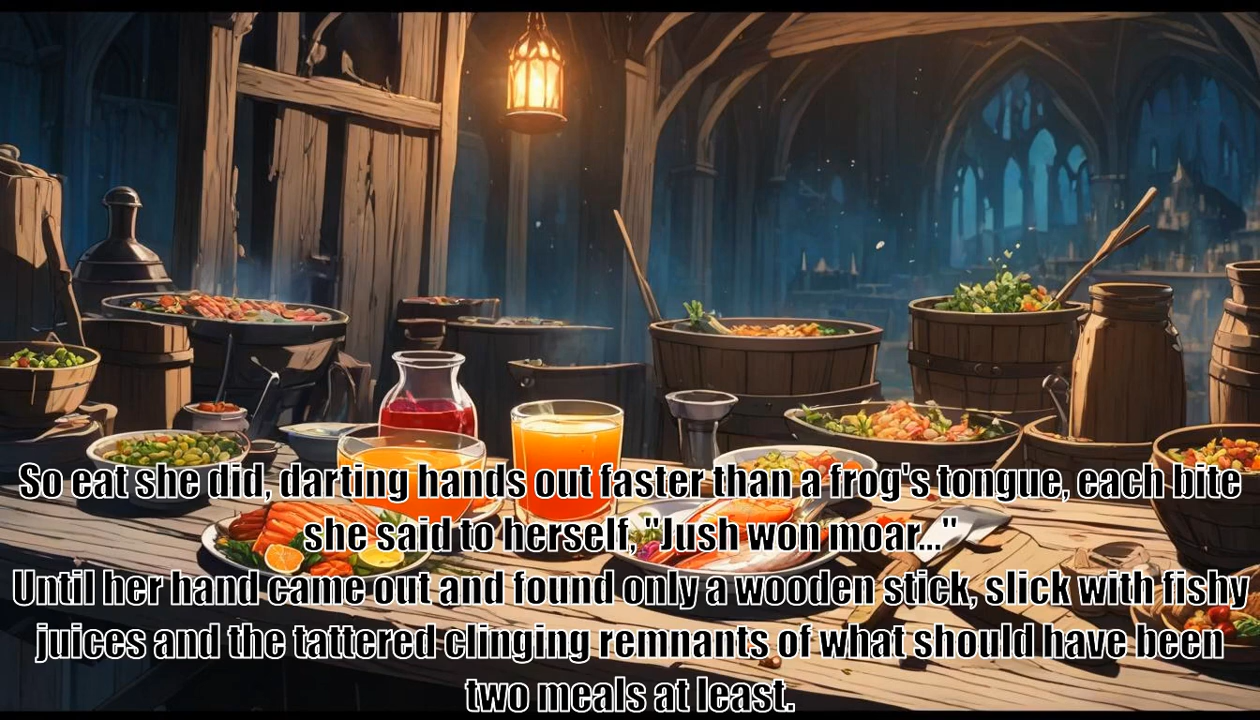 So eat she did, darting hands out faster than a frog's tongue, each bite
she said to herself, "Jush won moar..."
Until her hand came out and found only a wooden stick, slick with fishy
juices and the tattered clinging remnants of what should have been
two meals at least.